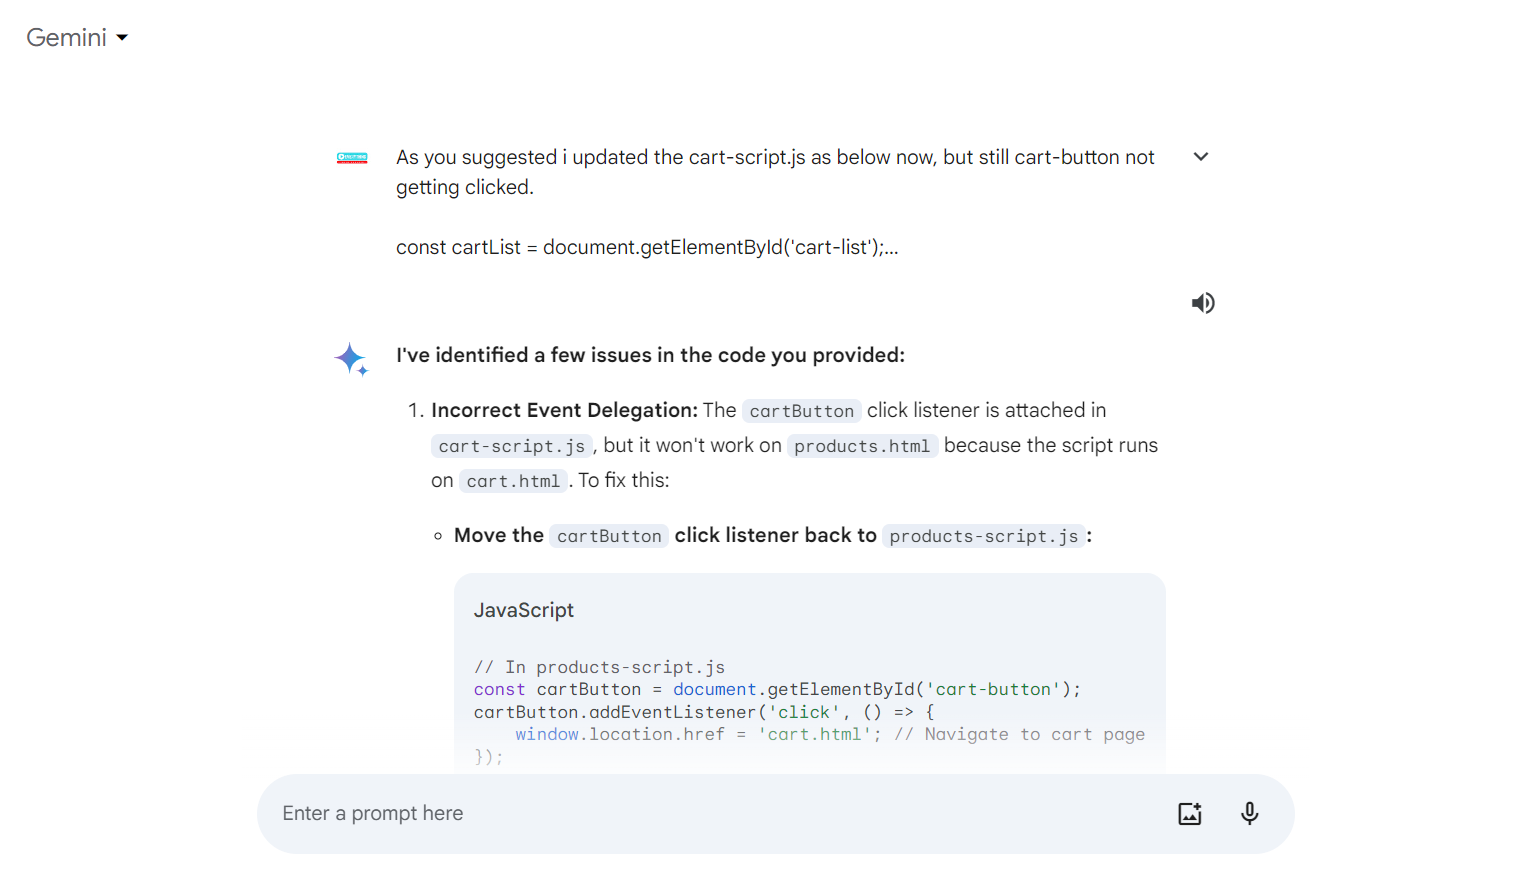 Gemini
As you suggested i updated the cart-script.js as below now, but still cart-button not
getting clicked.
const cartList = document.getElementById('cart-list');...
I've identified a few issues in the code you provided:
1. Incorrect Event Delegation: The cartButton click listener is attached in
cart-script.js, but it won't work on products.html because the script runs
on cart.html. To fix this:
Move the cartButton click listener back to products-script.js:
JavaScript
// In products-script.js
const cartButton = document.getElementById('cart-button');
cartButton.addEventListener('click', () => {
    window.location.href = 'cart.html'; // Navigate to cart page
});
Enter a prompt here